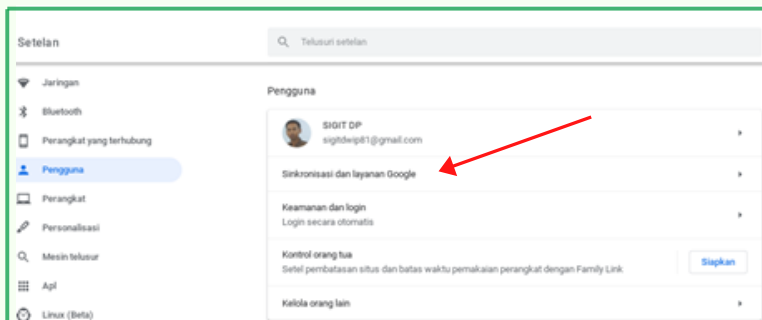 Setelan
Telusuri setelan
Jaringan
Bluetooth
Perangkat yang terhubung
Pengguna
Perangkat
Personalisasi
Mesin telusur
Apl
Linux (Beta)
Pengguna
SIGIT DP
sigitdwip81@gmail.com
Sinkronisasi dan layanan Google
Keamanan dan login
Login secara otomatis
Kontrol orang tua
Setel pembatasan situs dan batas waktu pemakaian perangkat dengan Family Link.
Siapkan
Kelola orang lain